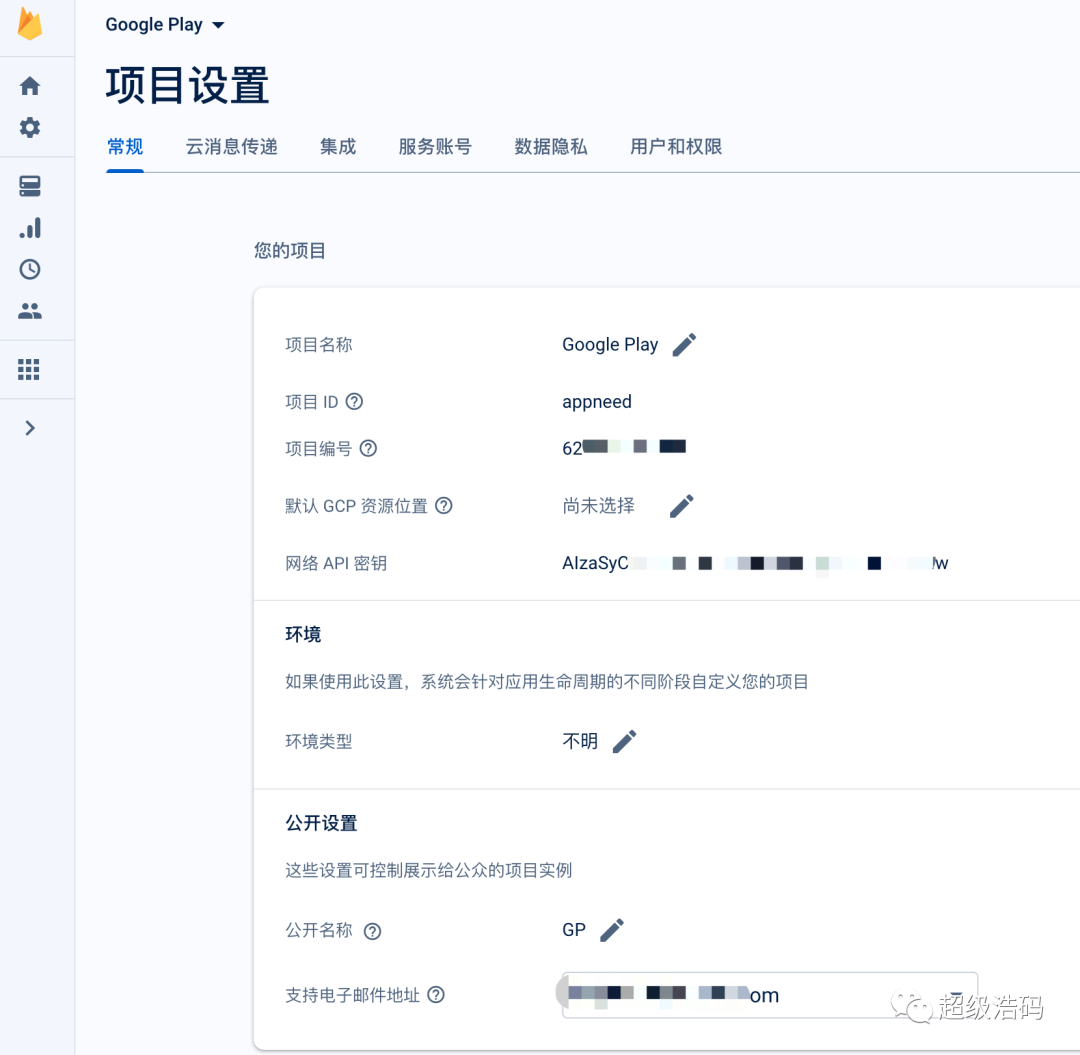 Google Play
项目设置
常规 云消息传递 集成 服务账号 数据隐私 用户和权限
您的项目
项目名称 Google Play
项目 ID appneed
项目编号 62
默认 GCP 资源位置 尚未选择
网络 API 密钥 AIzaSyC w
环境
如果使用此设置，系统会针对应用生命周期的不同阶段自定义您的项目
环境类型 不明
公开设置
这些设置可控制展示给公众的项目实例
公开名称 GP
支持电子邮件地址 om
超级浩码